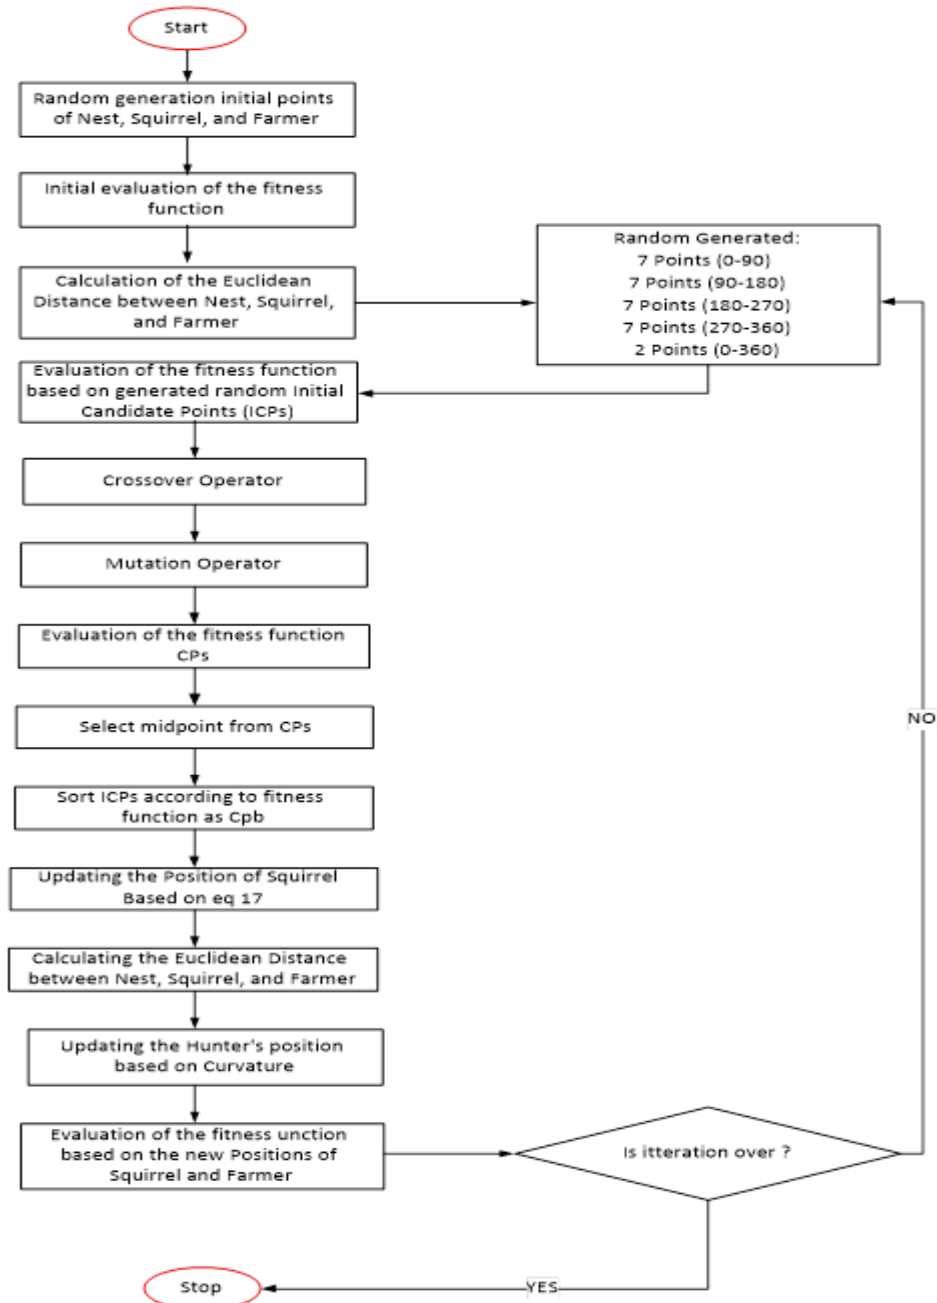 Start
Random generation initial points
of Nest, Squirrel, and Farmer
Initial evaluation of the fitness
function
Calculation of the Euclidean
Distance between Nest, Squirrel,
and Farmer
Random Generated:
7 Points (0-90)
7 Points (90-180)
7 Points (180-270)
7 Points (270-360)
2 Points (0-360)
Evaluation of the fitness function
based on generated random Initial
Candidate Points (ICPs)
Crossover Operator
Mutation Operator
Evaluation of the fitness function
CPs
Select midpoint from CPs
Sort ICPs according to fitness
function as Cpb
Updating the Position of Squirrel
Based on eq 17
Calculating the Euclidean Distance
between Nest, Squirrel, and Farmer
Updating the Hunter's position
based on Curvature
Evaluation of the fitness unction
based on the new Positions of
Squirrel and Farmer
Is itteration over ?
NO
YES
Stop